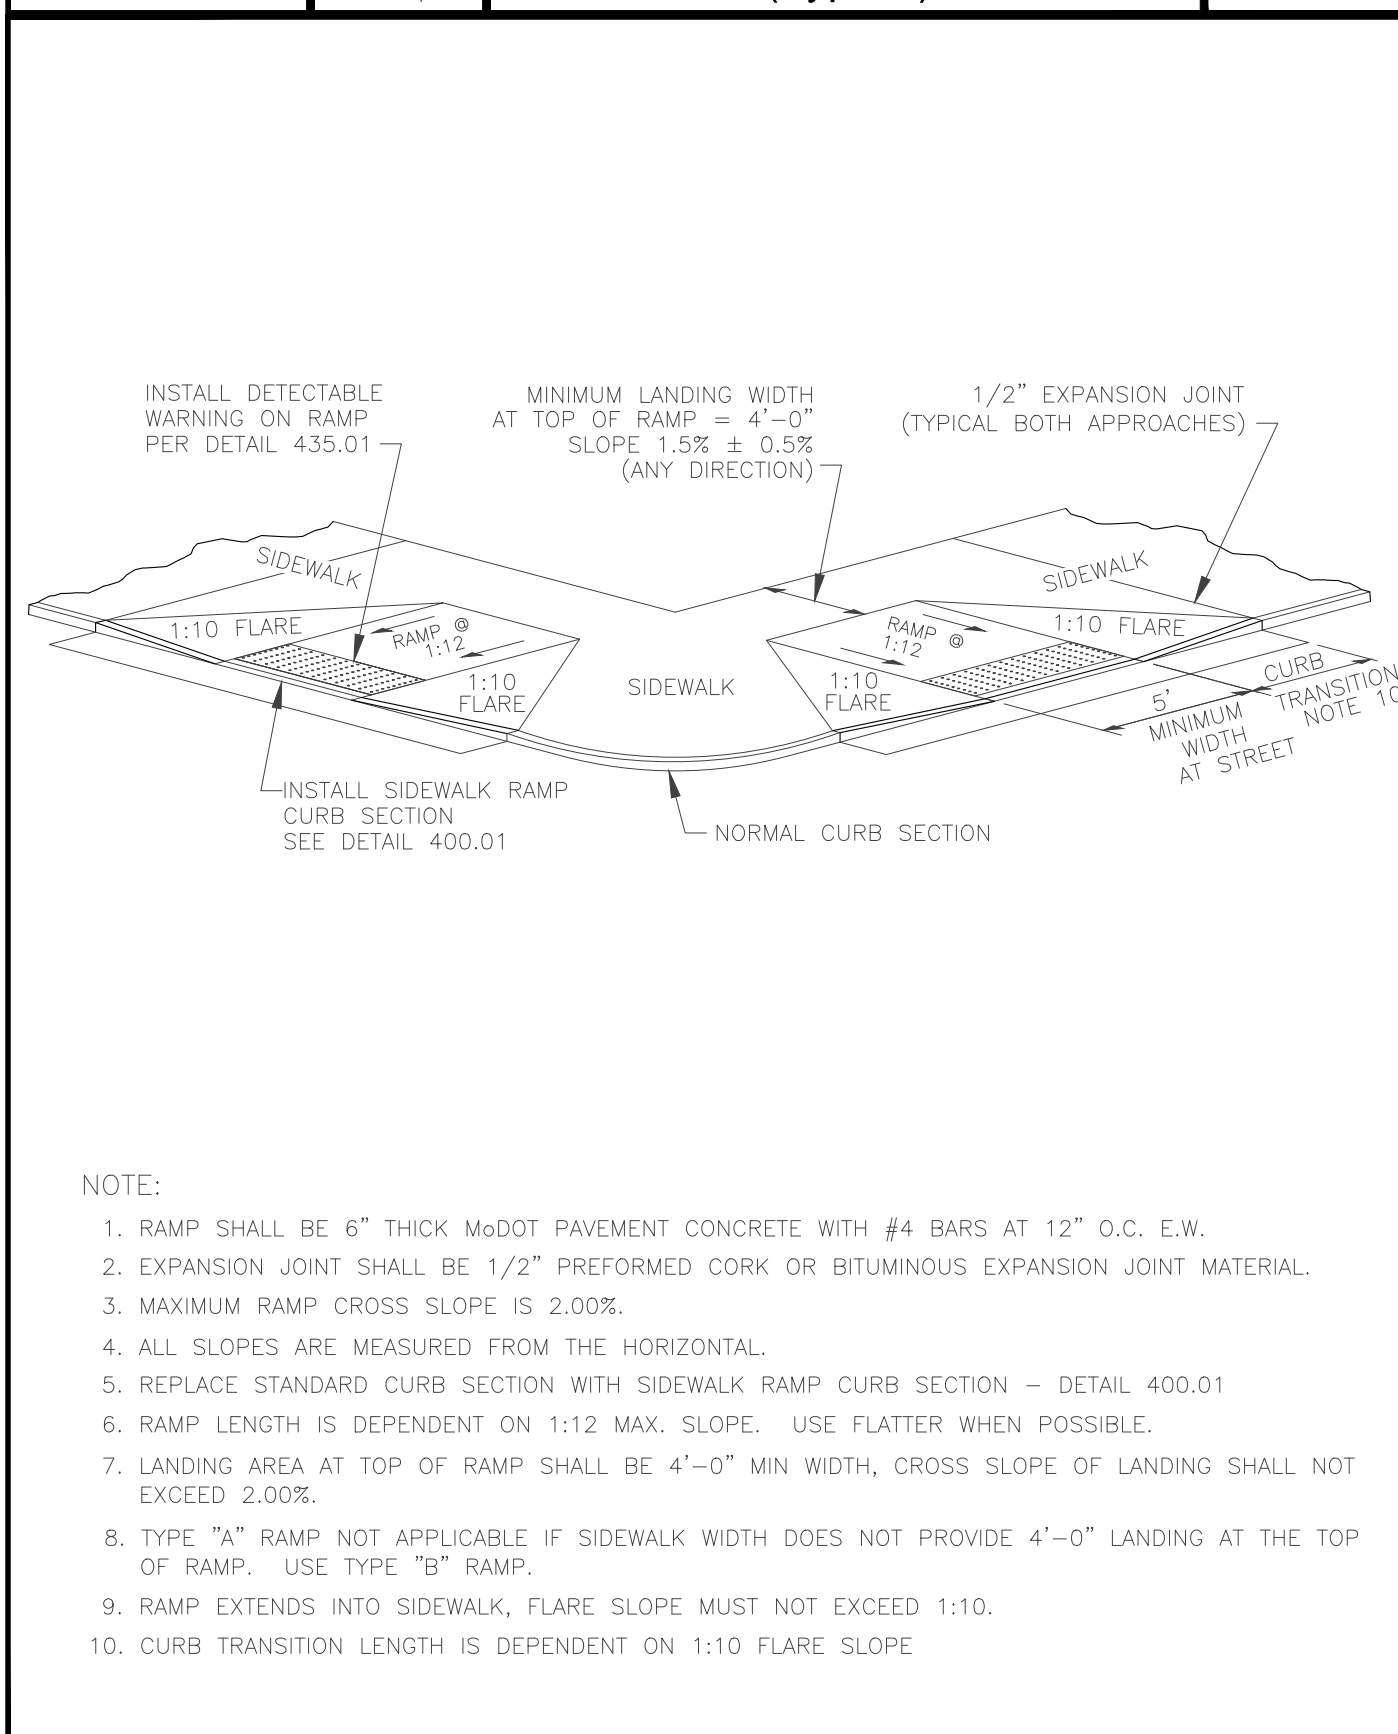 INSTALL DETECTABLE
WARNING ON RAMP
PER DETAIL 435.01
MINIMUM LANDING WIDTH
AT TOP OF RAMP = 4'-0"
SLOPE 1.5% ± 0.5%
(ANY DIRECTION)
1/2" EXPANSION JOINT
(TYPICAL BOTH APPROACHES)
SIDEWALK
SIDEWALK
1:10 FLARE
RAMP @
1:12
1:10
FLARE
SIDEWALK
RAMP @
1:12
1:10 FLARE
1:10
FLARE
CURB
TRANSITION
NOTE 10
5'
MINIMUM
WIDTH
AT STREET
INSTALL SIDEWALK RAMP
CURB SECTION
SEE DETAIL 400.01
NORMAL CURB SECTION
NOTE:
1. RAMP SHALL BE 6" THICK MoDOT PAVEMENT CONCRETE WITH #4 BARS AT 12" O.C. E.W.
2. EXPANSION JOINT SHALL BE 1/2" PREFORMED CORK OR BITUMINOUS EXPANSION JOINT MATERIAL.
3. MAXIMUM RAMP CROSS SLOPE IS 2.00%.
4. ALL SLOPES ARE MEASURED FROM THE HORIZONTAL.
5. REPLACE STANDARD CURB SECTION WITH SIDEWALK RAMP CURB SECTION – DETAIL 400.01
6. RAMP LENGTH IS DEPENDENT ON 1:12 MAX. SLOPE. USE FLATTER WHEN POSSIBLE.
7. LANDING AREA AT TOP OF RAMP SHALL BE 4'-0" MIN WIDTH, CROSS SLOPE OF LANDING SHALL NOT
EXCEED 2.00%.
8. TYPE "A" RAMP NOT APPLICABLE IF SIDEWALK WIDTH DOES NOT PROVIDE 4'-0" LANDING AT THE TOP
OF RAMP. USE TYPE "B" RAMP.
9. RAMP EXTENDS INTO SIDEWALK, FLARE SLOPE MUST NOT EXCEED 1:10.
10. CURB TRANSITION LENGTH IS DEPENDENT ON 1:10 FLARE SLOPE